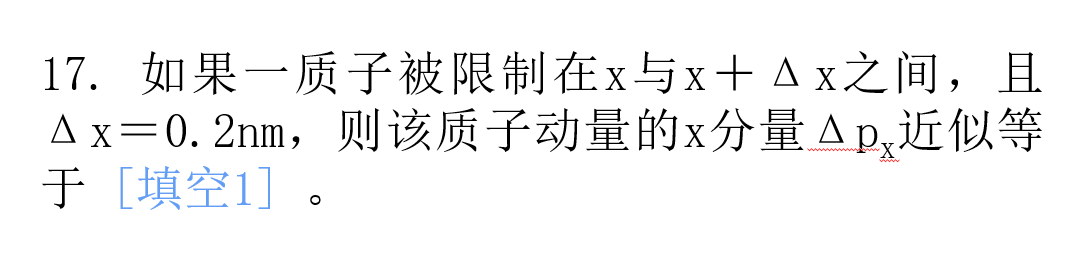 17. 如果一质子被限制在x与x＋Δx之间，且
Δx＝0.2nm，则该质子动量的x分量Δpx近似等
于 [填空1] 。